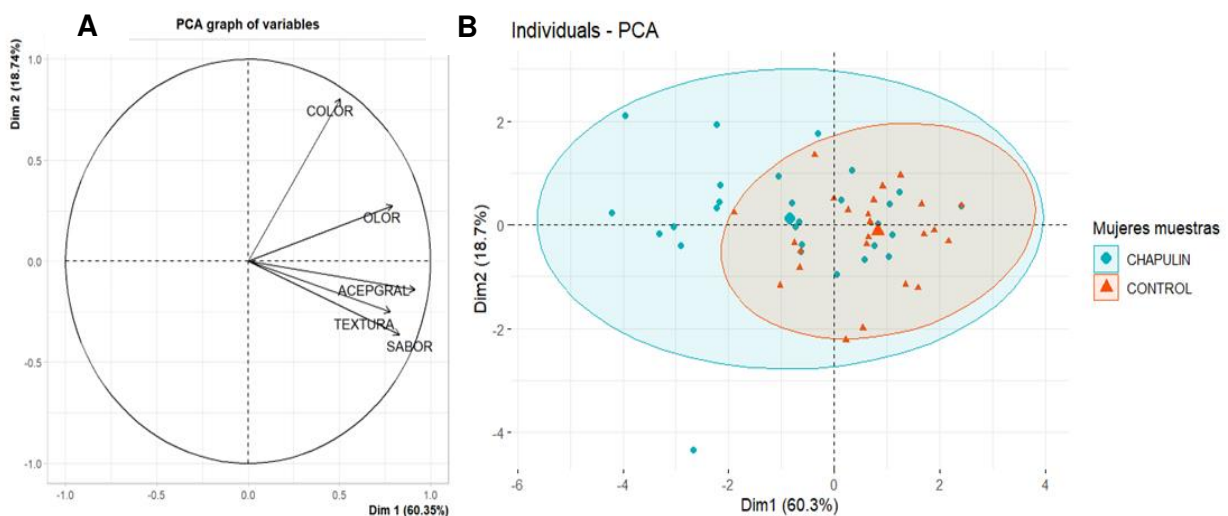 A
PCA graph of variables
Dim 2 (18.74%)
1.0
0.5
0.0
-0.5
-1.0
COLOR
OLOR
ACEPGRAL
TEXTURA
SABOR
-1.0 -0.5 0.0 0.5 1.0
Dim 1 (60.35%)
B
Individuals - PCA
Dim2 (18.7%)
2
0
-2
-4
-6 -4 -2 0 2 4
Dim1 (60.3%)
Mujeres muestras
CHAPULIN
CONTROL